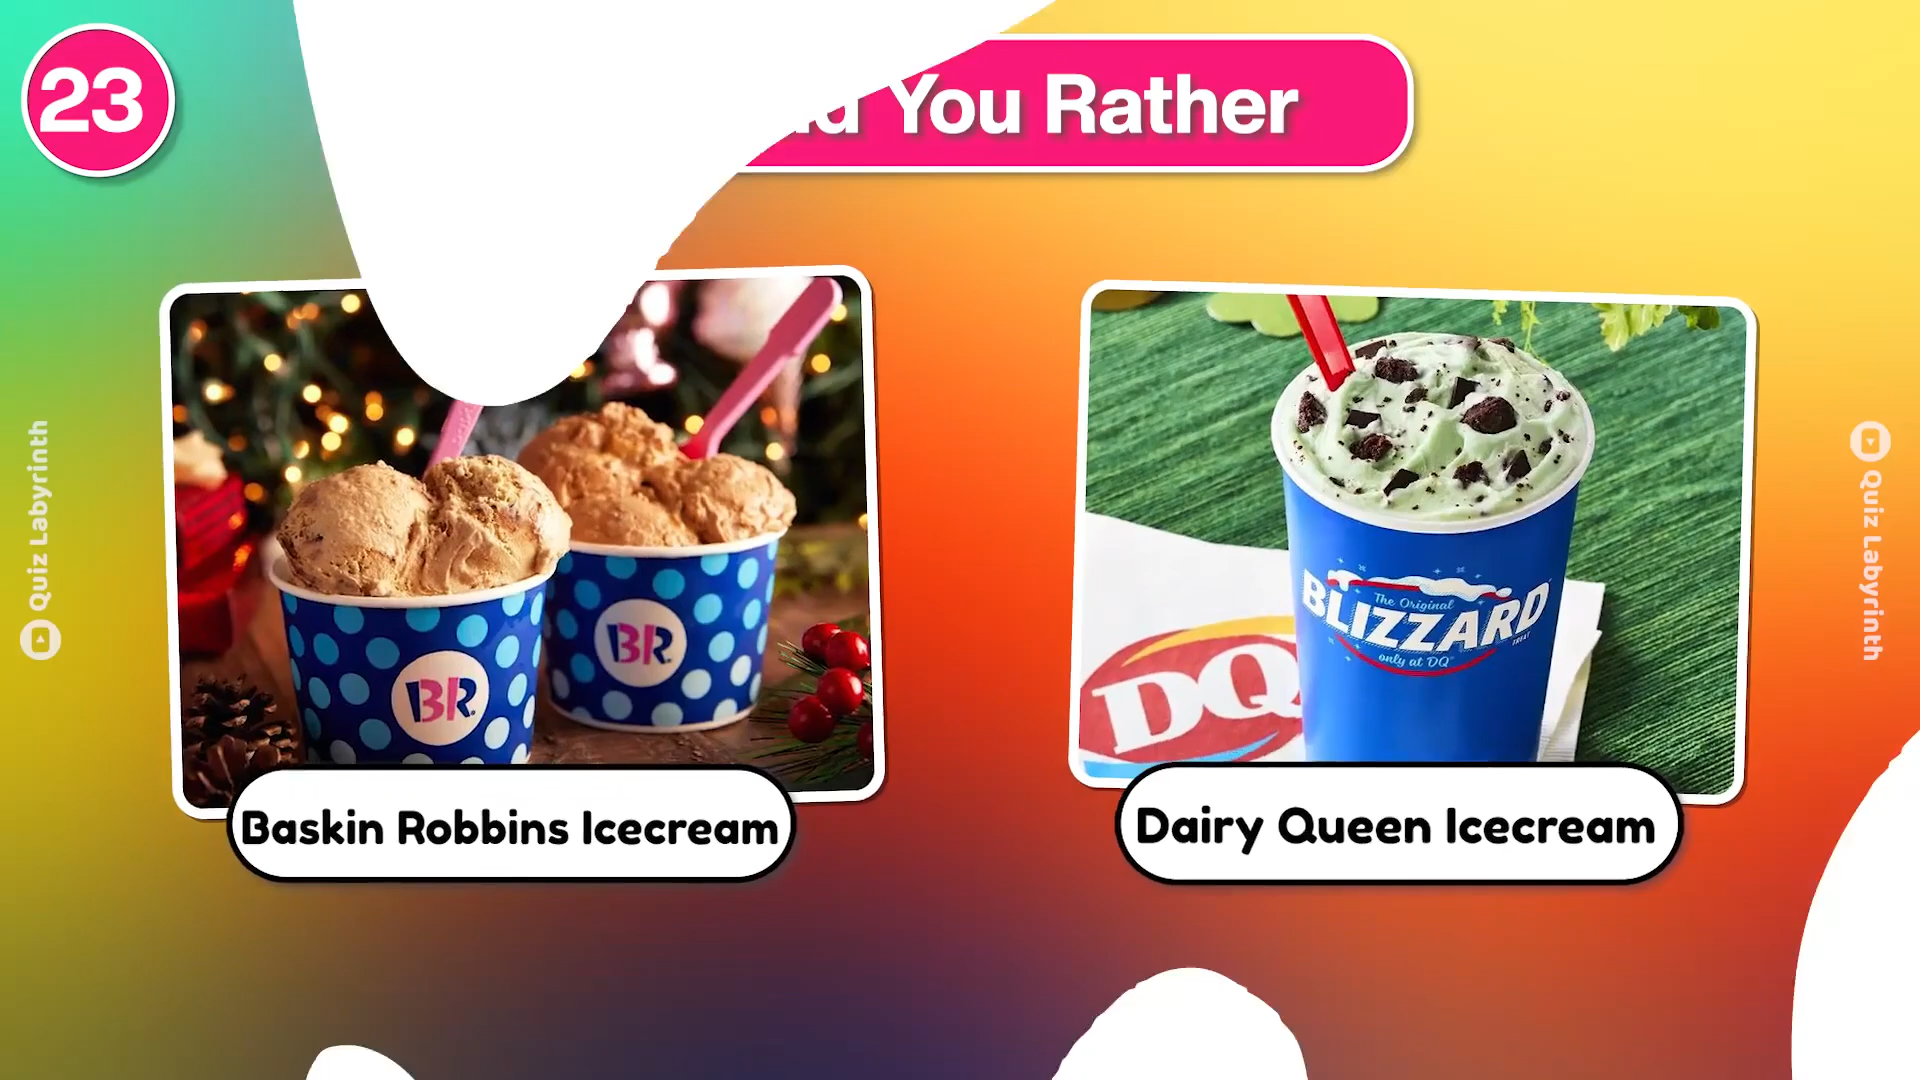 23
You Rather
Quiz Labyrinth
Quiz Labyrinth
BR
BR
The Original
BLIZZARD
TREAT
only at DQ
DQ
Baskin Robbins Icecream
Dairy Queen Icecream